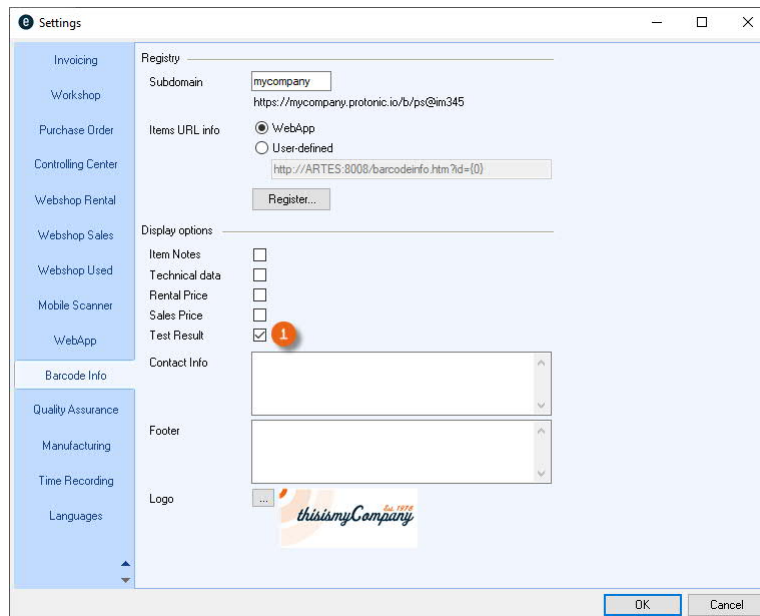 Settings
Invoicing
Workshop
Purchase Order
Controlling Center
Webshop Rental
Webshop Sales
Webshop Used
Mobile Scanner
WebApp
Barcode Info
Quality Assurance
Manufacturing
Time Recording
Languages
Registry
Subdomain
mycompany
https://mycompany.protonic.io/b/ps@im345
Items URL info
WebApp
User-defined
http://ARTES:8008/barcodeinfo.htm?id={0}
Register...
Display options
Item Notes
Technical data
Rental Price
Sales Price
Test Result
1
Contact Info
Footer
Logo
...
Est. 1978
thisismyCompany
OK
Cancel